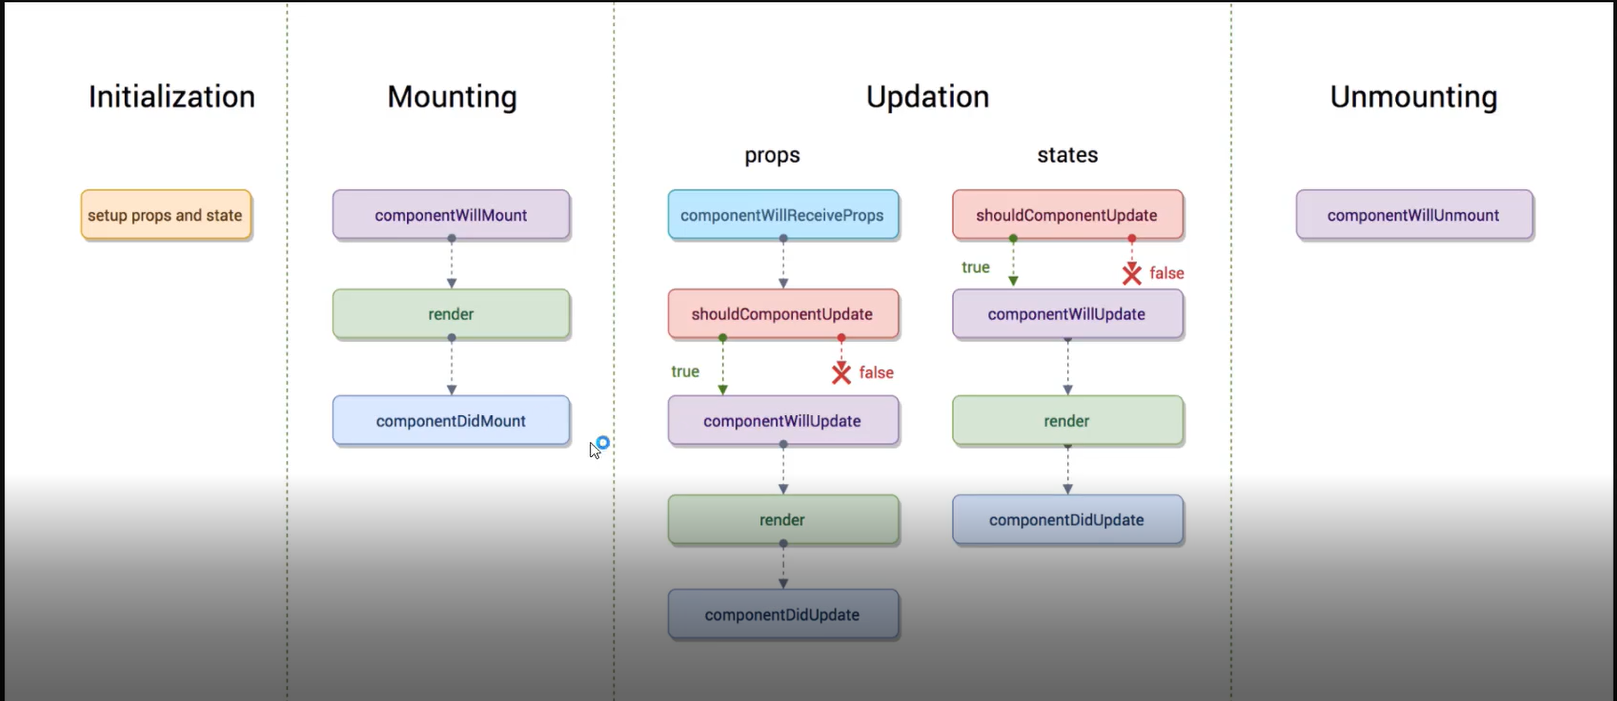 Initialization
setup props and state
Mounting
componentWillMount
render
componentDidMount
Updation
props
componentWillReceiveProps
shouldComponentUpdate
true
false
componentWillUpdate
render
componentDidUpdate
states
shouldComponentUpdate
true
false
componentWillUpdate
render
componentDidUpdate
Unmounting
componentWillUnmount